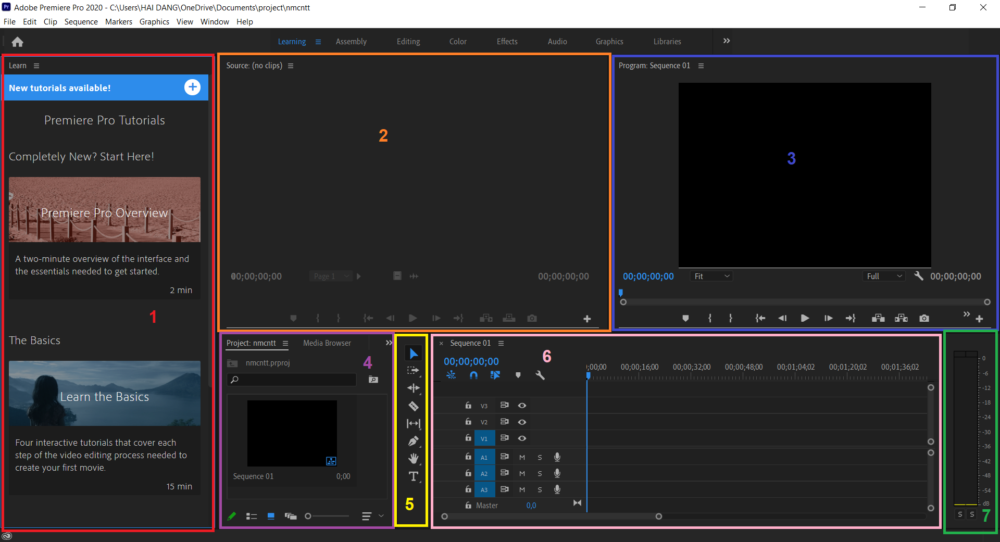 Adobe Premiere Pro 2020 - C:\Users\HAI DANG\OneDrive\Documents\project\nmcntt
File Edit Clip Sequence Markers Graphics View Window Help
Learning Assembly Editing Color Effects Audio Graphics Libraries
Learn
New tutorials available!
Premiere Pro Tutorials
Completely New? Start Here!
Premiere Pro Overview
A two-minute overview of the interface and
the essentials needed to get started.
2 min
1
The Basics
Learn the Basics
Four interactive tutorials that cover each
step of the video editing process needed to
create your first movie.
15 min
Source: (no clips)
2
00;00;00;00 Page 1 00;00;00;00
Program: Sequence 01
3
00;00;00;00 Fit Full 00;00;00;00
Project: nmcntt Media Browser
4
nmcntt.prproj
Sequence 01 0;00
5
Sequence 01
00;00;00;00
6
;00;00 00;00;16;00 00;00;32;00 00;00;48;00 00;01;04;02 00;01;20;02 00;01;36;02
V3
V2
V1
A1 M S
A2 M S
A3 M S
Master 0,0
0
-6
-12
-18
-24
-30
-36
-42
-48
-54
dB
S S
7